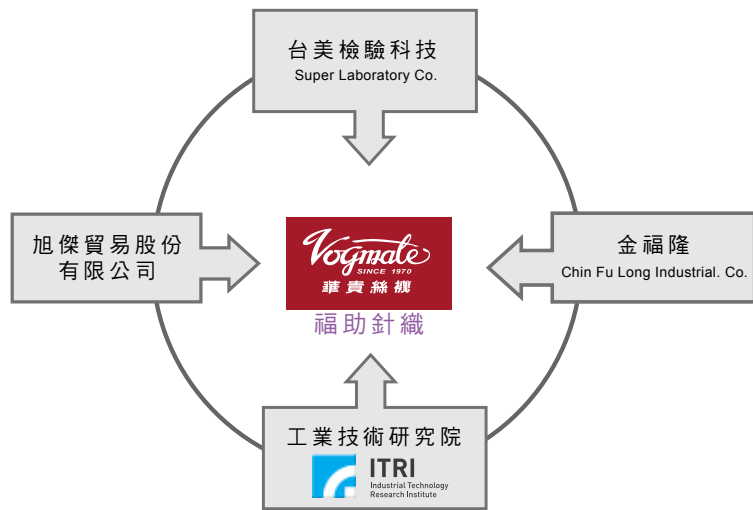 台美檢驗科技
Super Laboratory Co.
旭傑貿易股份
有限公司
Vogmate
SINCE 1970
華貴絲襪
福助針織
金福隆
Chin Fu Long Industrial. Co.
工業技術研究院
ITRI
Industrial Technology
Research Institute